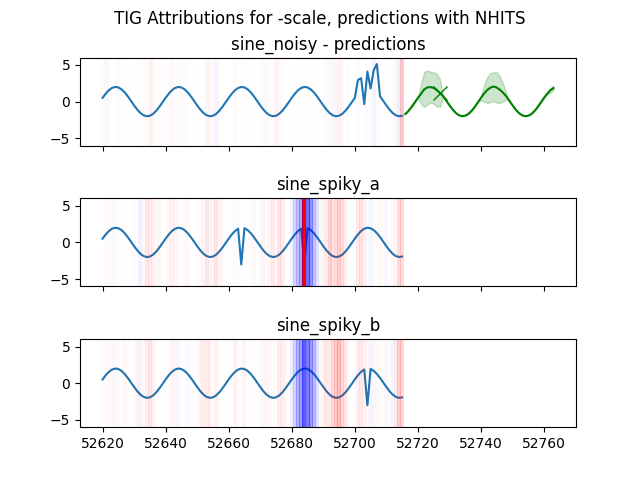 TIG Attributions for -scale, predictions with NHITS
sine_noisy - predictions
5
0
−5
sine_spiky_a
5
0
−5
sine_spiky_b
5
0
−5
52620 52640 52660 52680 52700 52720 52740 52760